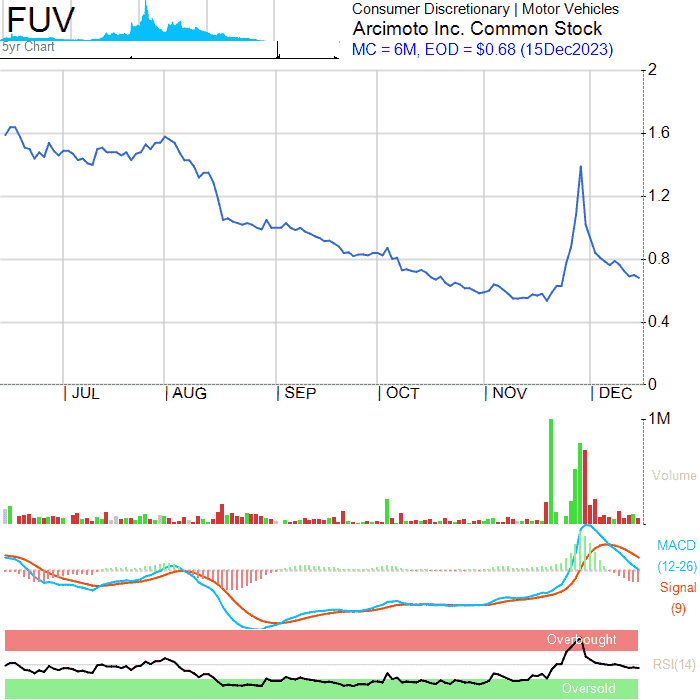 FUV
5yr Chart
Consumer Discretionary | Motor Vehicles
Arcimoto Inc. Common Stock
MC = 6M, EOD = $0.68 (15Dec2023)
2
1.6
1.2
0.8
0.4
0
JUL AUG SEP OCT NOV DEC
1M
Volume
MACD
(12-26)
Signal
(9)
Overbought
RSI(14)
Oversold